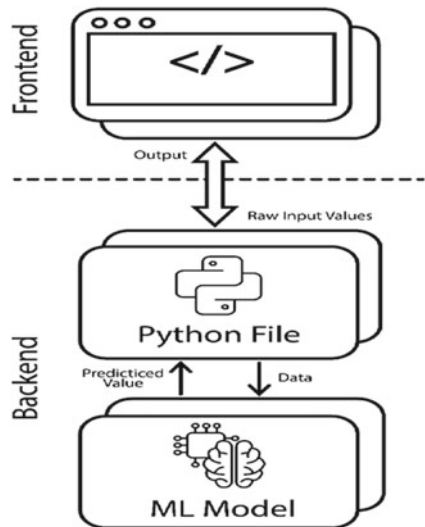 Frontend
</>
Output
Raw Input Values
Backend
Python File
Predicticed
Value
Data
ML Model